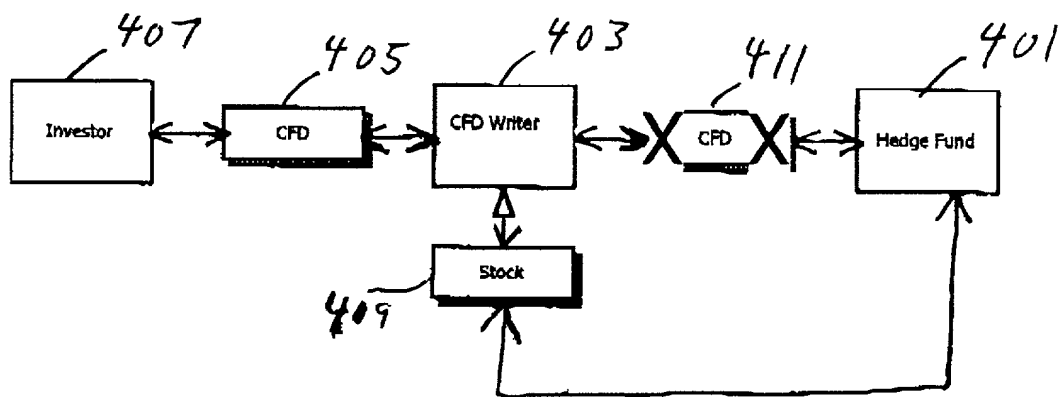 407
405
403
411
401
Investor
CFD
CFD Writer
CFD
Hedge Fund
Stock
409